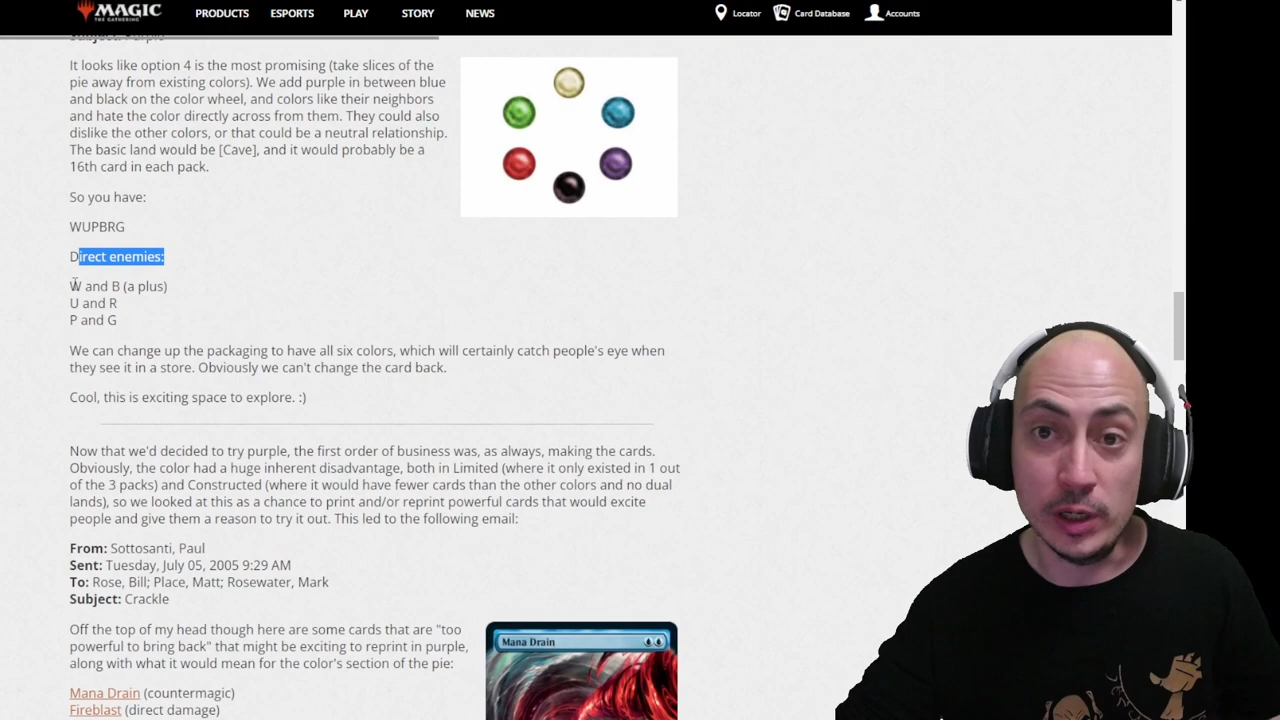 MAGIC
THE GATHERING
PRODUCTS
ESPORTS
PLAY
STORY
NEWS
Locator
Card Database
Accounts
Subject: Purple
It looks like option 4 is the most promising (take slices of the
pie away from existing colors). We add purple in between blue
and black on the color wheel, and colors like their neighbors
and hate the color directly across from them. They could also
dislike the other colors, or that could be a neutral relationship.
The basic land would be [Cave], and it would probably be a
16th card in each pack.
So you have:
WUPBRG
Direct enemies:
W and B (a plus)
U and R
P and G
We can change up the packaging to have all six colors, which will certainly catch people's eye when
they see it in a store. Obviously we can't change the card back.
Cool, this is exciting space to explore. :)
Now that we'd decided to try purple, the first order of business was, as always, making the cards.
Obviously, the color had a huge inherent disadvantage, both in Limited (where it only existed in 1 out
of the 3 packs) and Constructed (where it would have fewer cards than the other colors and no dual
lands), so we looked at this as a chance to print and/or reprint powerful cards that would excite
people and give them a reason to try it out. This led to the following email:
From: Sottosanti, Paul
Sent: Tuesday, July 05, 2005 9:29 AM
To: Rose, Bill; Place, Matt; Rosewater, Mark
Subject: Crackle
Off the top of my head though here are some cards that are "too
powerful to bring back" that might be exciting to reprint in purple,
along with what it would mean for the color's section of the pie:
Mana Drain (countermagic)
Fireblast (direct damage)
Mana Drain